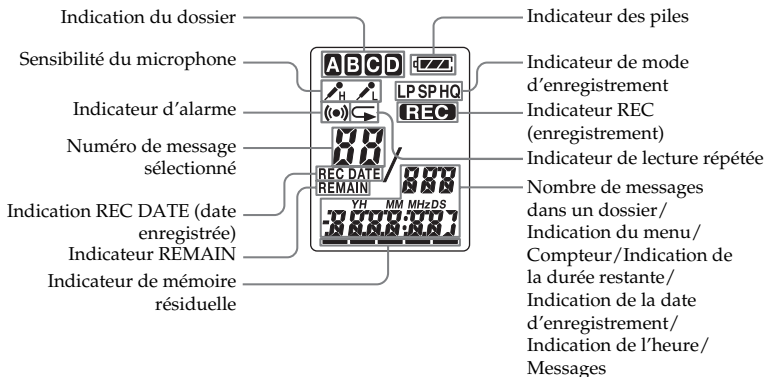 Indication du dossier
Sensibilité du microphone
Indicateur d'alarme
Numéro de message
sélectionné
Indication REC DATE (date
enregistrée)
Indicateur REMAIN
Indicateur de mémoire
résiduelle
ABCD
H L
LP SP HQ
REC
REC DATE
REMAIN
YH MM MHz DS
Indicateur des piles
Indicateur de mode
d'enregistrement
Indicateur REC
(enregistrement)
Indicateur de lecture répétée
Nombre de messages
dans un dossier/
Indication du menu/
Compteur/Indication de
la durée restante/
Indication de la date
d'enregistrement/
Indication de l'heure/
Messages